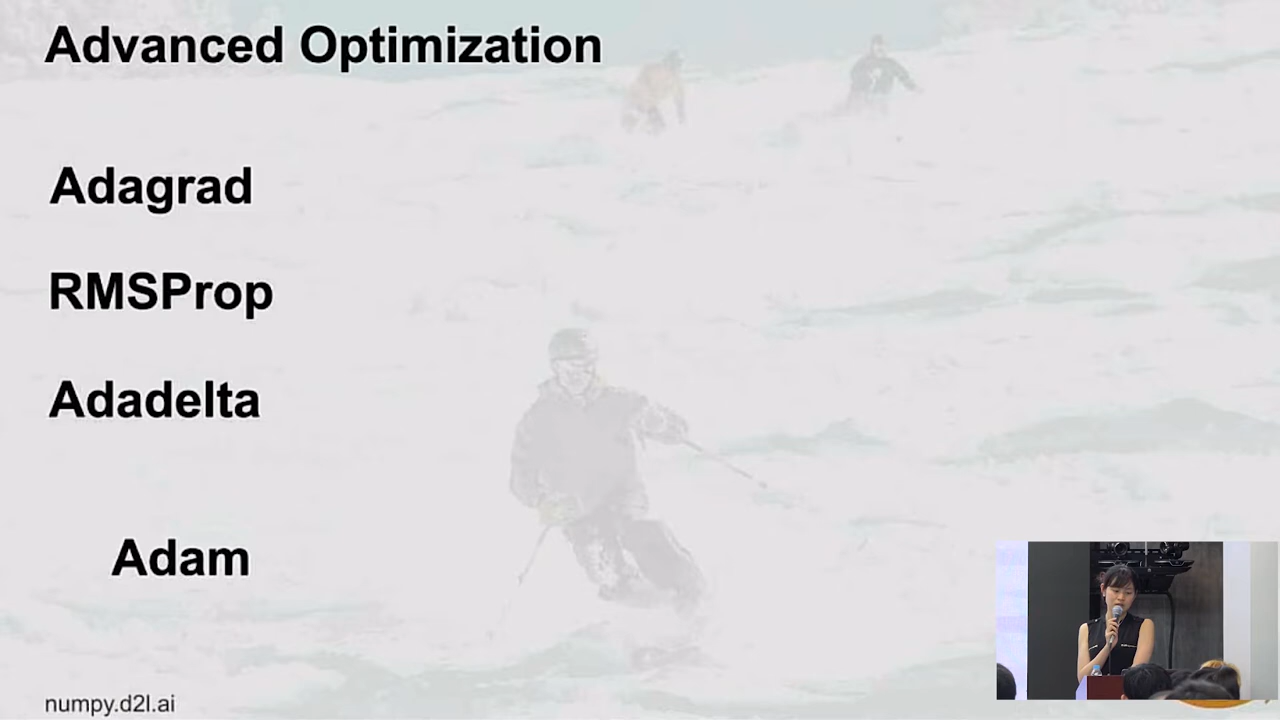 Advanced Optimization
Adagrad
RMSProp
Adadelta
Adam
numpy.d2l.ai